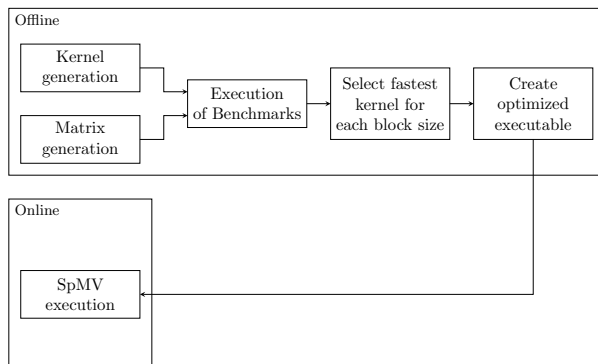 Offline
Kernel
generation
Matrix
generation
Execution
of Benchmarks
Select fastest
kernel for
each block size
Create
optimized
executable
Online
SpMV
execution